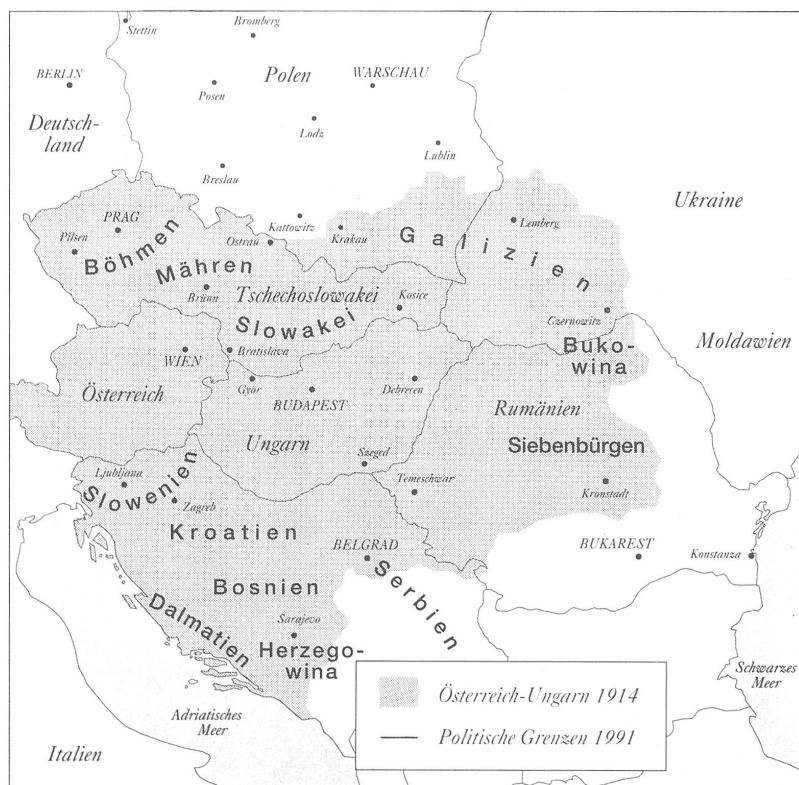 Stettin
Bromberg
BERLIN
Polen
WARSCHAU
Posen
Deutsch-
land
Lodz
Lublin
Breslau
Ukraine
PRAG
Kattowitz
Krakau
Lemberg
Pilsen
Böhmen
Ostrau
Galizien
Mähren
Brünn
Tschechoslowakei
Kosice
Slowakei
Czernowitz
Bratislava
WIEN
Buko-
wina
Moldawien
Österreich
Györ
BUDAPEST
Debrecen
Rumänien
Ungarn
Siebenbürgen
Szeged
Ljubljana
Slowenien
Zagreb
Temeschwar
Kronstadt
Kroatien
BELGRAD
BUKAREST
Konstanza
Bosnien
Serbien
Dalmatien
Sarajevo
Herzego-
wina
Schwarzes
Meer
Adriatisches
Meer
Italien
Österreich-Ungarn 1914
Politische Grenzen 1991